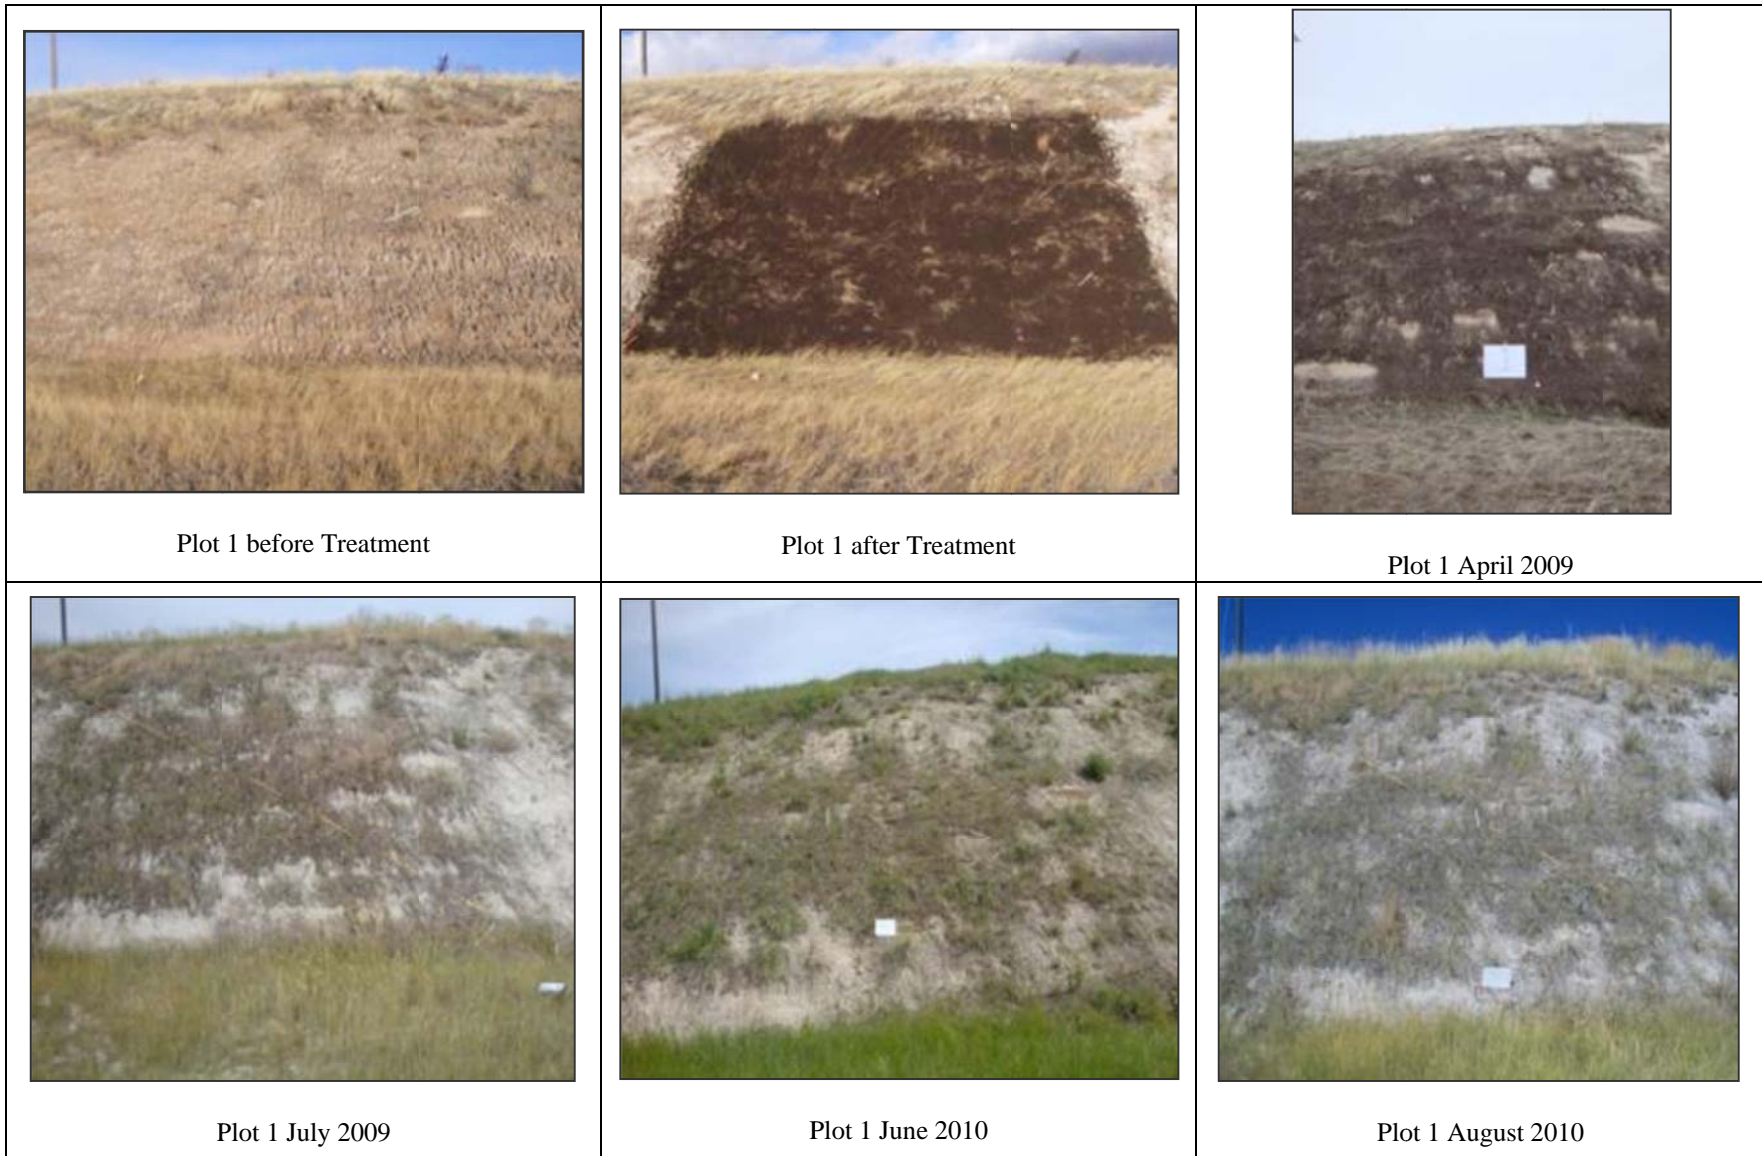 Plot 1 before Treatment
Plot 1 after Treatment
Plot 1 April 2009
Plot 1 July 2009
Plot 1 June 2010
Plot 1 August 2010